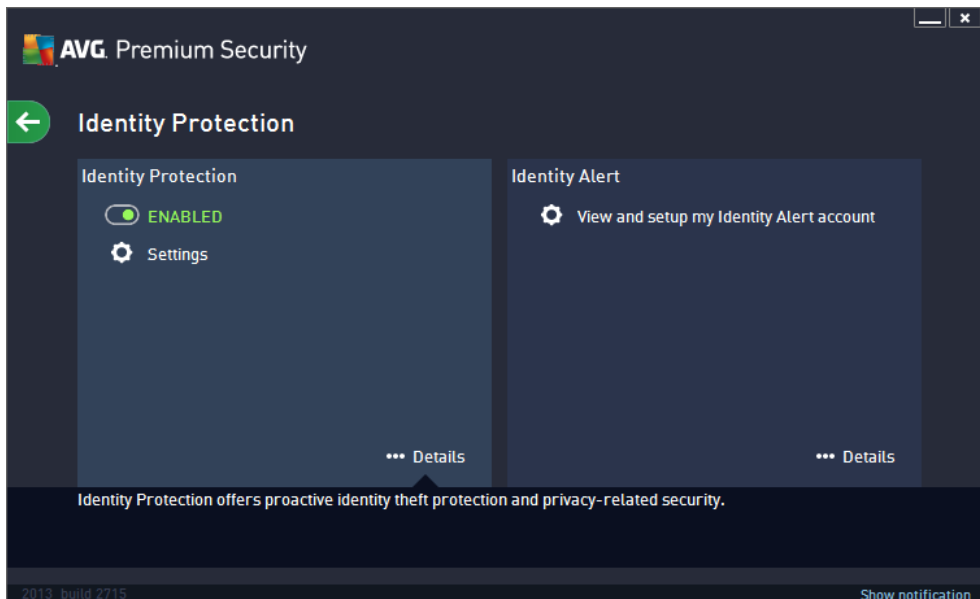 AVG. Premium Security
Identity Protection
Identity Protection
ENABLED
Settings
Details
Identity Alert
View and setup my Identity Alert account
Details
Identity Protection offers proactive identity theft protection and privacy-related security.
2013 build 2715
Show notification